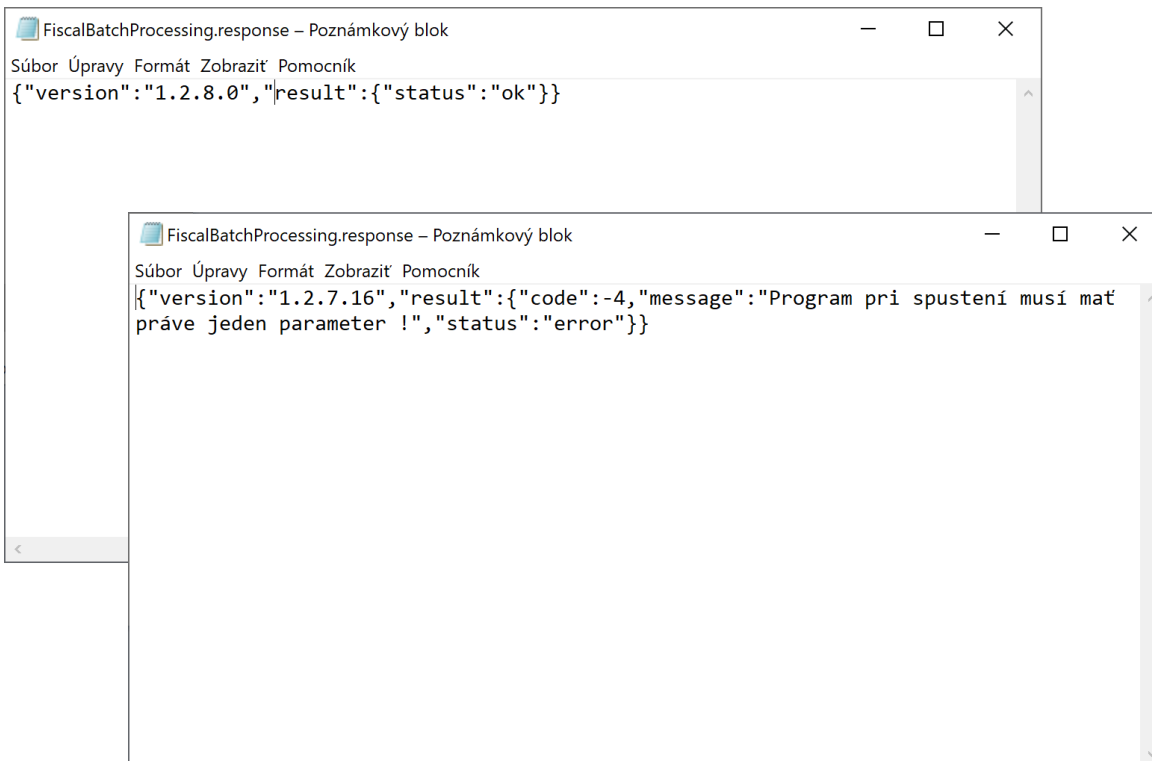 FiscalBatchProcessing.response – Poznámkový blok
Súbor Úpravy Formát Zobraziť Pomocník
{"version":"1.2.8.0","result":{"status":"ok"}}
FiscalBatchProcessing.response – Poznámkový blok
Súbor Úpravy Formát Zobraziť Pomocník
{"version":"1.2.7.16","result":{"code":-4,"message":"Program pri spustení musí mať
práve jeden parameter !","status":"error"}}